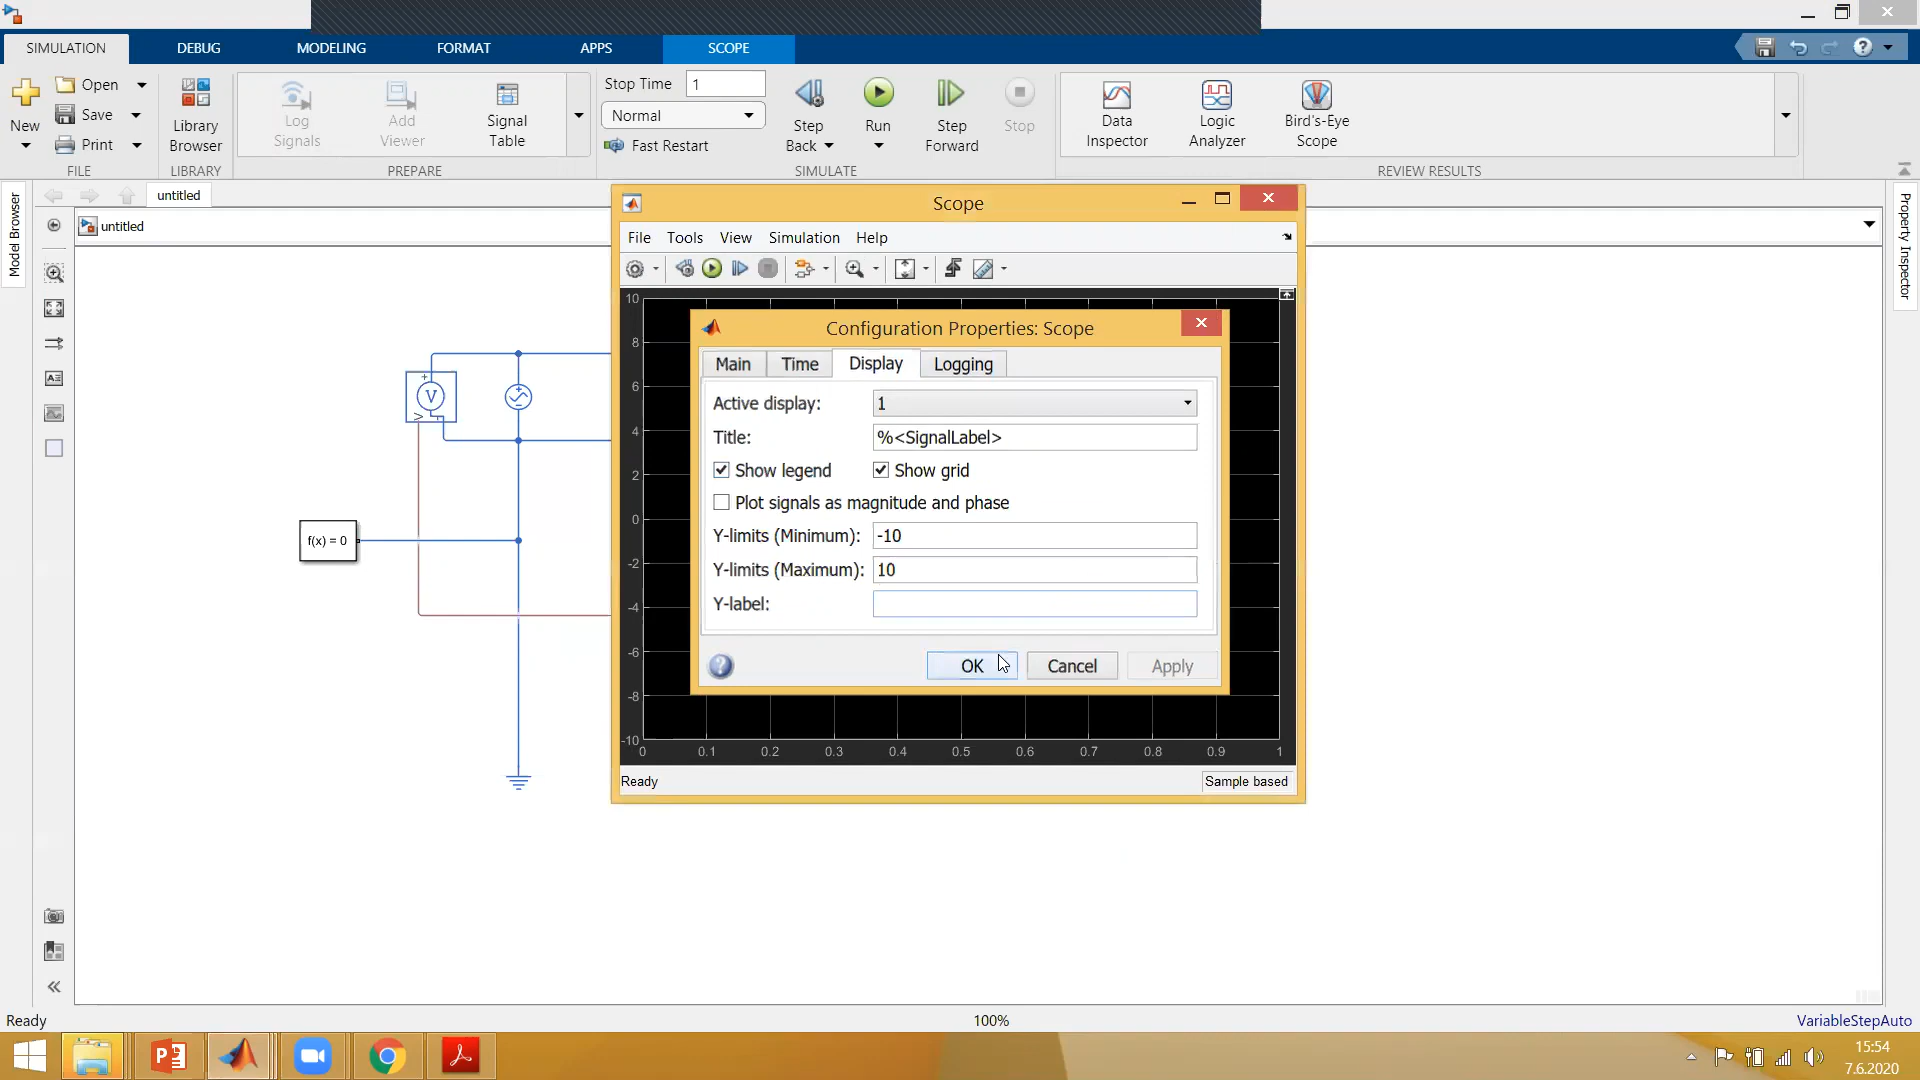 SIMULATION DEBUG MODELING FORMAT APPS SCOPE
New
Open
Save
Print
FILE
Library Browser
LIBRARY
Log Signals
Add Viewer
Signal Table
PREPARE
Stop Time 1
Normal
Fast Restart
Step Back
Run
Step Forward
Stop
SIMULATE
Data Inspector
Logic Analyzer
Bird's-Eye Scope
REVIEW RESULTS
Model Browser
untitled
untitled
Property Inspector
V
f(x) = 0
Scope
File Tools View Simulation Help
10
8
6
4
2
0
-2
-4
-6
-8
-10
0 0.1 0.2 0.3 0.4 0.5 0.6 0.7 0.8 0.9 1
Configuration Properties: Scope
Main Time Display Logging
Active display: 1
Title: %<SignalLabel>
Show legend Show grid
Plot signals as magnitude and phase
Y-limits (Minimum): -10
Y-limits (Maximum): 10
Y-label:
OK Cancel Apply
Ready Sample based
Ready 100% VariableStepAuto
15:54
7.6.2020